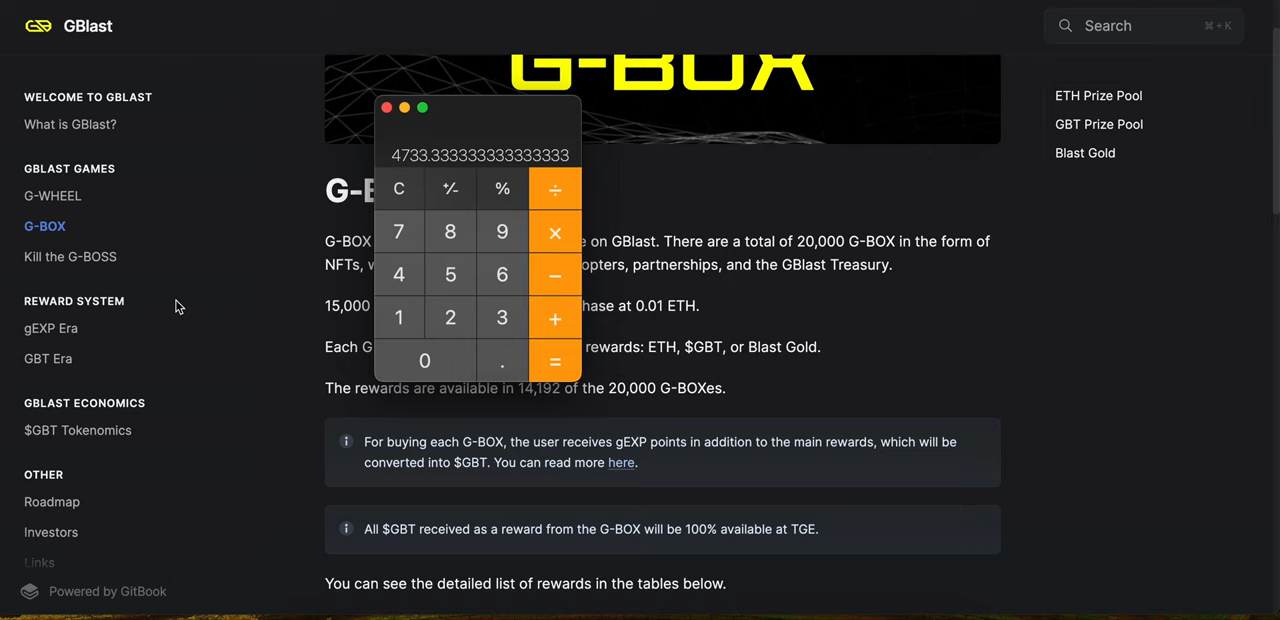 GBlast
Search
⌘ + K
WELCOME TO GBLAST
What is GBlast?
GBLAST GAMES
G-WHEEL
G-BOX
Kill the G-BOSS
REWARD SYSTEM
gEXP Era
GBT Era
GBLAST ECONOMICS
$GBT Tokenomics
OTHER
Roadmap
Investors
Links
Powered by GitBook
G-BOX
4733.333333333333333
C +⁄- % ÷
7 8 9 ×
4 5 6 −
1 2 3 +
0 . =
G-B
G-BOX e on GBlast. There are a total of 20,000 G-BOX in the form of
NFTs, opters, partnerships, and the GBlast Treasury.
15,000 hase at 0.01 ETH.
Each G rewards: ETH, $GBT, or Blast Gold.
The rewards are available in 14,192 of the 20,000 G-BOXes.
For buying each G-BOX, the user receives gEXP points in addition to the main rewards, which will be
converted into $GBT. You can read more here.
All $GBT received as a reward from the G-BOX will be 100% available at TGE.
You can see the detailed list of rewards in the tables below.
ETH Prize Pool
GBT Prize Pool
Blast Gold